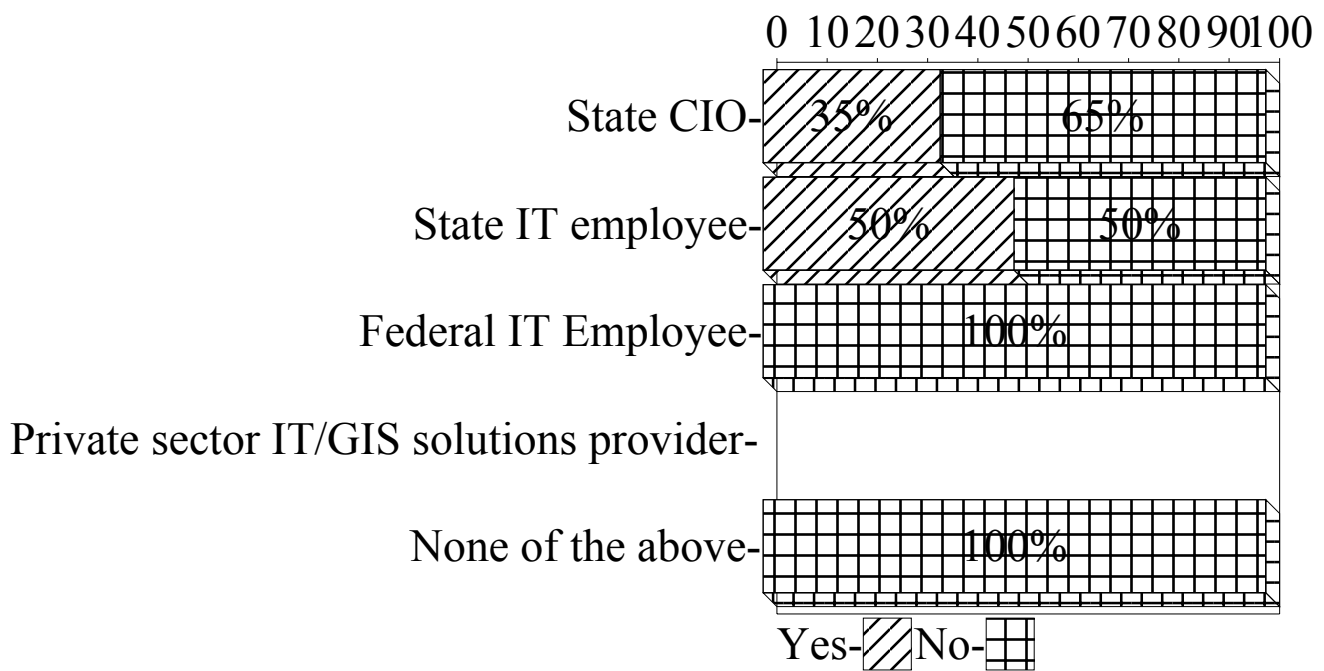 0 10 20 30 40 50 60 70 80 90 100
State CIO- 35% 65%
State IT employee- 50% 50%
Federal IT Employee- 100%
Private sector IT/GIS solutions provider-
None of the above- 100%
Yes- No-